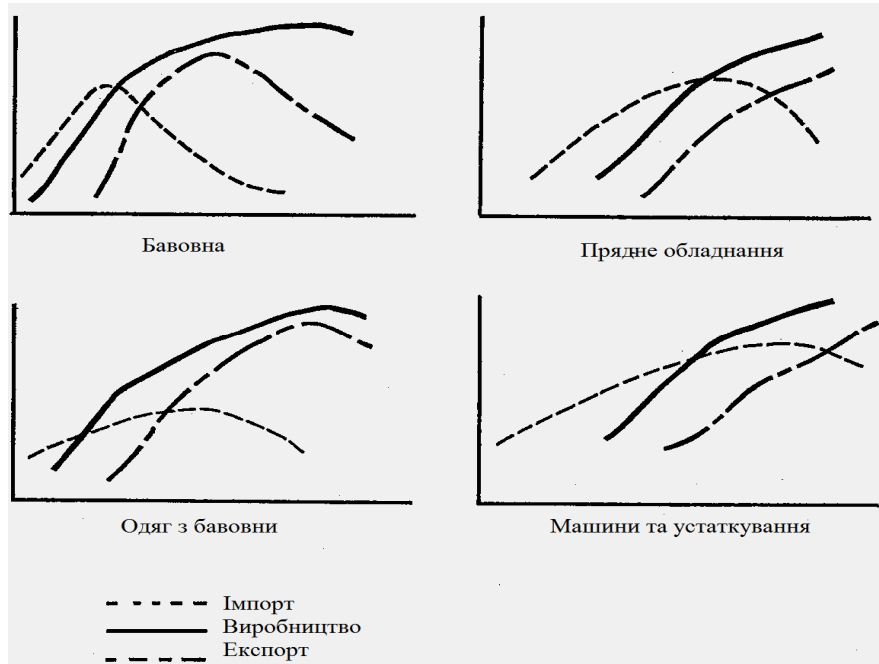 Бавовна
Прядне обладнання
Одяг з бавовни
Машини та устаткування
Імпорт
Виробництво
Експорт